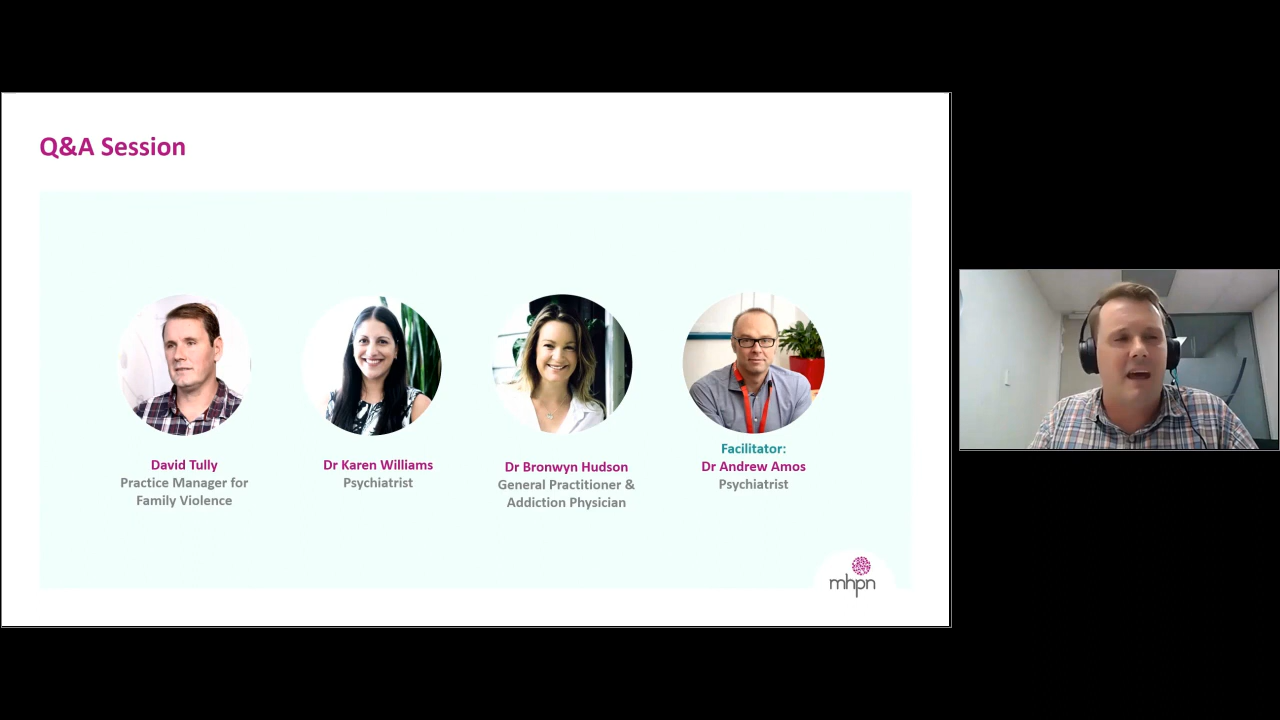 Q&A Session
David Tully
Practice Manager for
Family Violence
Dr Karen Williams
Psychiatrist
Dr Bronwyn Hudson
General Practitioner &
Addiction Physician
Facilitator:
Dr Andrew Amos
Psychiatrist
mhpn